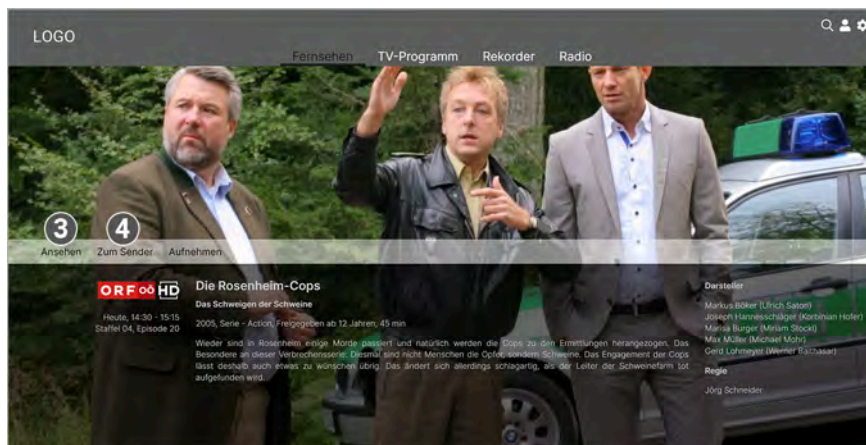 LOGO
Fernsehen TV-Programm Rekorder Radio
3 4
Ansehen Zum Sender Aufnehmen
ORF OÖ HD
Heute, 14:30 - 15:15
Staffel 04, Episode 20
Die Rosenheim-Cops
Das Schweigen der Schweine
2005, Serie - Action, Freigegeben ab 12 Jahren, 45 min
Wieder sind in Rosenheim einige Morde passiert und natürlich werden die Cops zu den Ermittlungen herangezogen. Das
Besondere an dieser Verbrechensserie: Diesmal sind nicht Menschen die Opfer, sondern Schweine. Das Engagement der Cops
lässt deshalb auch etwas zu wünschen übrig. Das ändert sich allerdings schlagartig, als der Leiter der Schweinefarm tot
aufgefunden wird.
Darsteller
Markus Böker (Ulrich Satori)
Joseph Hannesschläger (Korbinian Hofer)
Marisa Burger (Miriam Stockl)
Max Müller (Michael Mohr)
Gerd Lohmeyer (Werner Balthasar)
Regie
Jörg Schneider